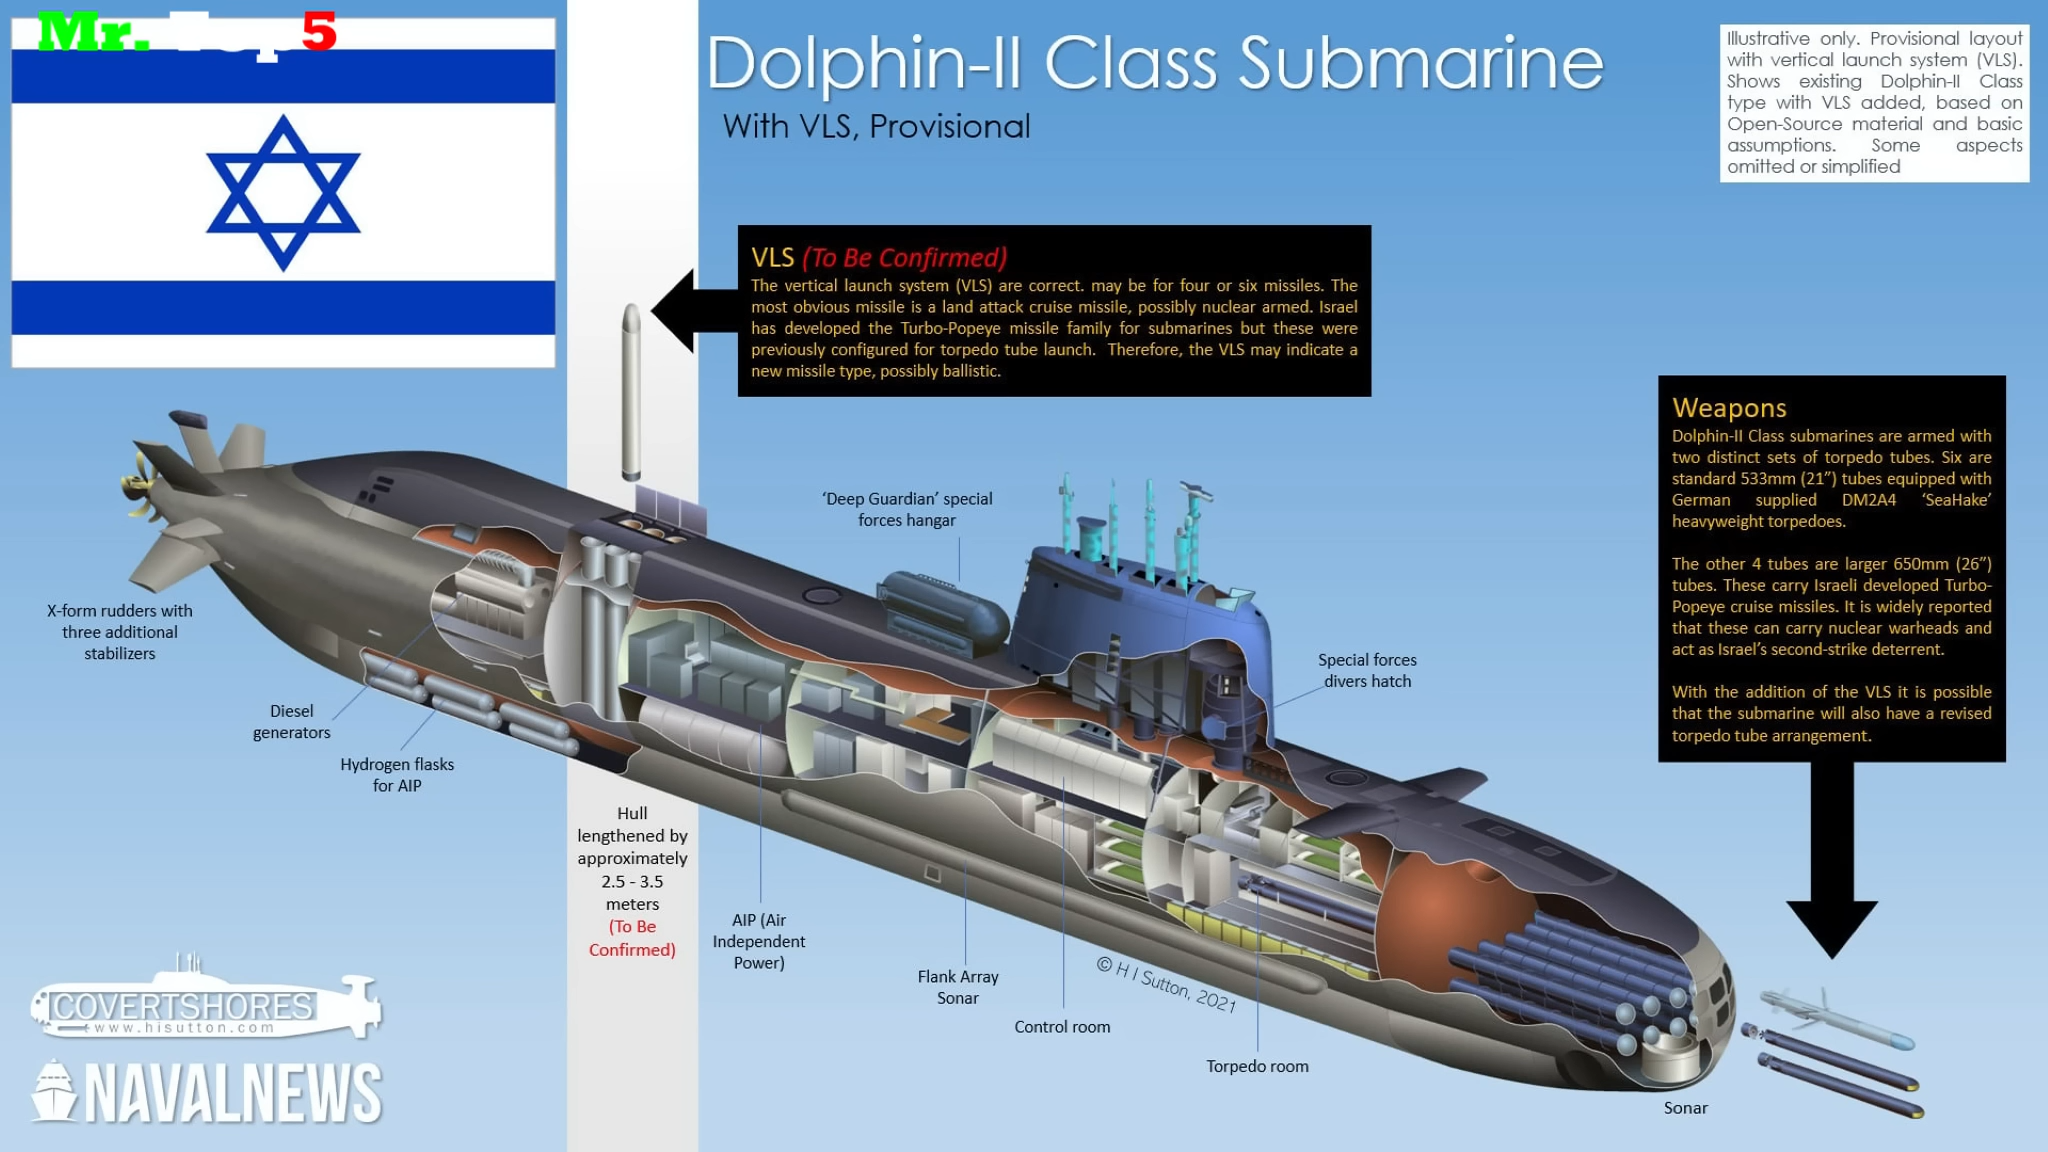 Mr. Top5
Dolphin-II Class Submarine
With VLS, Provisional
Illustrative only. Provisional layout
with vertical launch system (VLS).
Shows existing Dolphin-II Class
type with VLS added, based on
Open-Source material and basic
assumptions. Some aspects
omitted or simplified
VLS (To Be Confirmed)
The vertical launch system (VLS) are correct. may be for four or six missiles. The
most obvious missile is a land attack cruise missile, possibly nuclear armed. Israel
has developed the Turbo-Popeye missile family for submarines but these were
previously configured for torpedo tube launch. Therefore, the VLS may indicate a
new missile type, possibly ballistic.
Weapons
Dolphin-II Class submarines are armed with
two distinct sets of torpedo tubes. Six are
standard 533mm (21”) tubes equipped with
German supplied DM2A4 ‘SeaHake’
heavyweight torpedoes.
The other 4 tubes are larger 650mm (26”)
tubes. These carry Israeli developed Turbo-
Popeye cruise missiles. It is widely reported
that these can carry nuclear warheads and
act as Israel’s second-strike deterrent.
With the addition of the VLS it is possible
that the submarine will also have a revised
torpedo tube arrangement.
‘Deep Guardian’ special
forces hangar
X-form rudders with
three additional
stabilizers
Special forces
divers hatch
Diesel
generators
Hydrogen flasks
for AIP
Hull
lengthened by
approximately
2.5 - 3.5
meters
(To Be
Confirmed)
AIP (Air
Independent
Power)
Flank Array
Sonar
Control room
© H I Sutton, 2021
Torpedo room
Sonar
COVERTSHORES
www.hisutton.com
NAVALNEWS